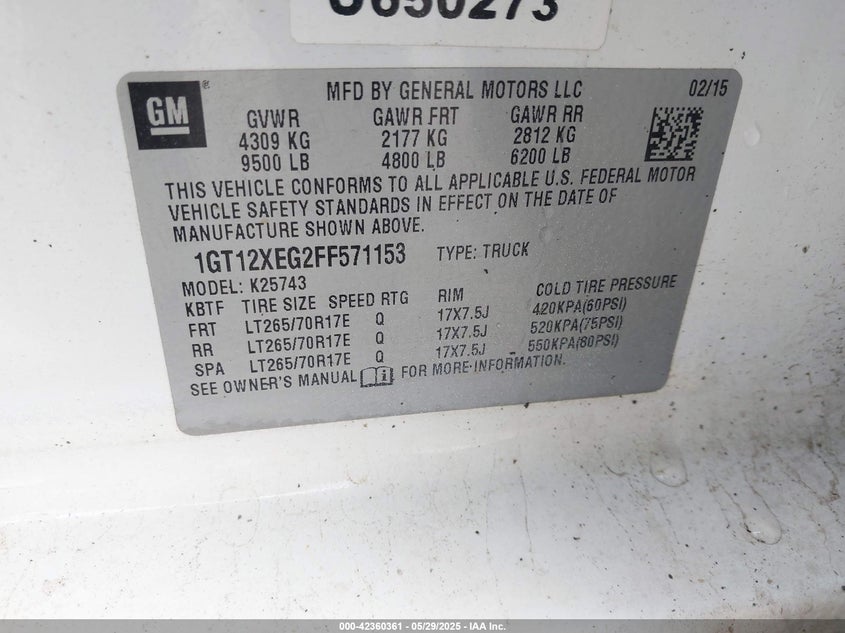 U650273
GM®
MFD BY GENERAL MOTORS LLC 02/15
GVWR GAWR FRT GAWR RR
4309 KG 2177 KG 2812 KG
9500 LB 4800 LB 6200 LB
THIS VEHICLE CONFORMS TO ALL APPLICABLE U.S. FEDERAL MOTOR
VEHICLE SAFETY STANDARDS IN EFFECT ON THE DATE OF
MANUFACTURE SHOWN ABOVE.
1GT12XEG2FF571153 TYPE: TRUCK
MODEL: K25743
KBTF TIRE SIZE SPEED RTG RIM COLD TIRE PRESSURE
FRT LT265/70R17E Q 17X7.5J 420KPA(60PSI)
RR LT265/70R17E Q 17X7.5J 520KPA(75PSI)
SPA LT265/70R17E Q 17X7.5J 550KPA(80PSI)
SEE OWNER'S MANUAL FOR MORE INFORMATION.
000-42360361 | 05/29/2025 - IAA Inc.